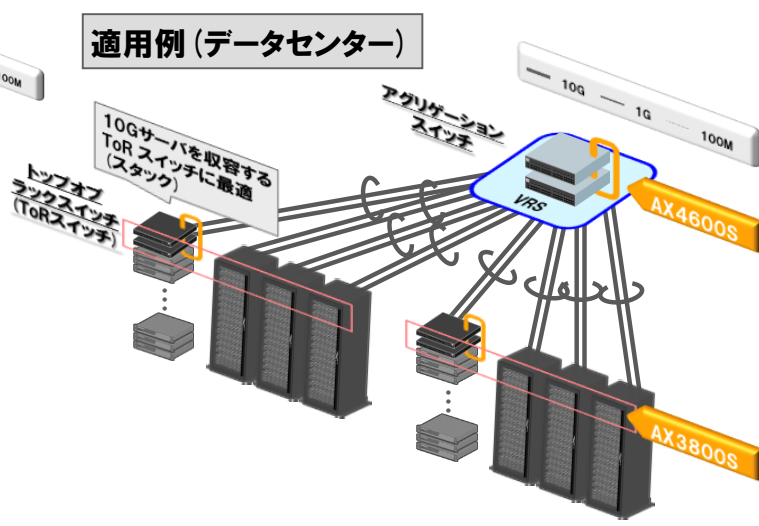 適用例(データセンター)
00M
10G
1G
100M
アグリゲーション
スイッチ
10Gサーバを収容する
ToR スイッチに最適
(スタック)
トップオブ
ラックスイッチ
(ToRスイッチ)
VRS
AX4600S
AX3800S